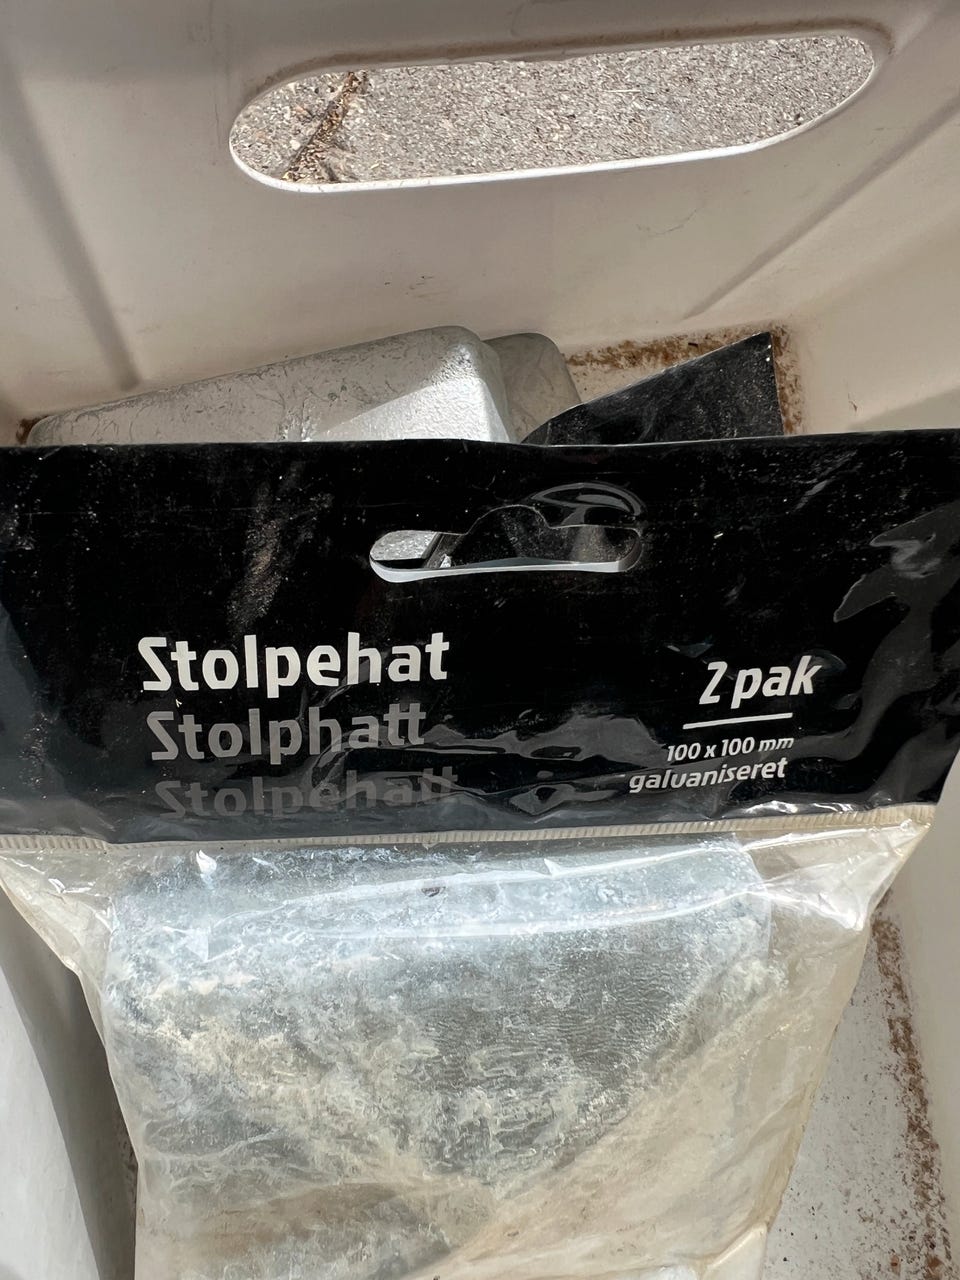 Stolpehat
Stolphatt
Stolpehatt
2 pak
100 x 100 mm
galvaniseret